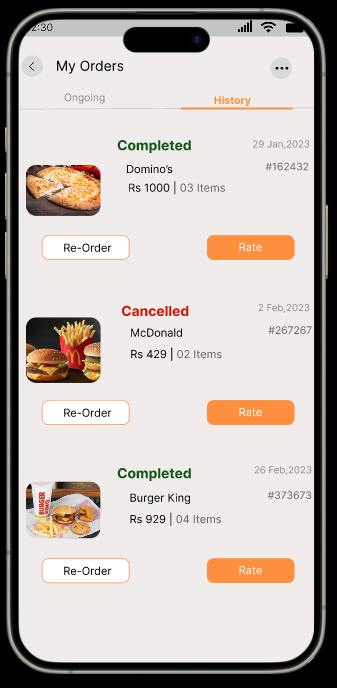 2:30
My Orders
Ongoing
History
Completed
29 Jan,2023
Domino's
#162432
Rs 1000 | 03 Items
Re-Order
Rate
Cancelled
2 Feb,2023
McDonald
#267267
Rs 429 | 02 Items
Re-Order
Rate
Completed
26 Feb,2023
BURGER KING
Burger King
#373673
Rs 929 | 04 Items
Re-Order
Rate